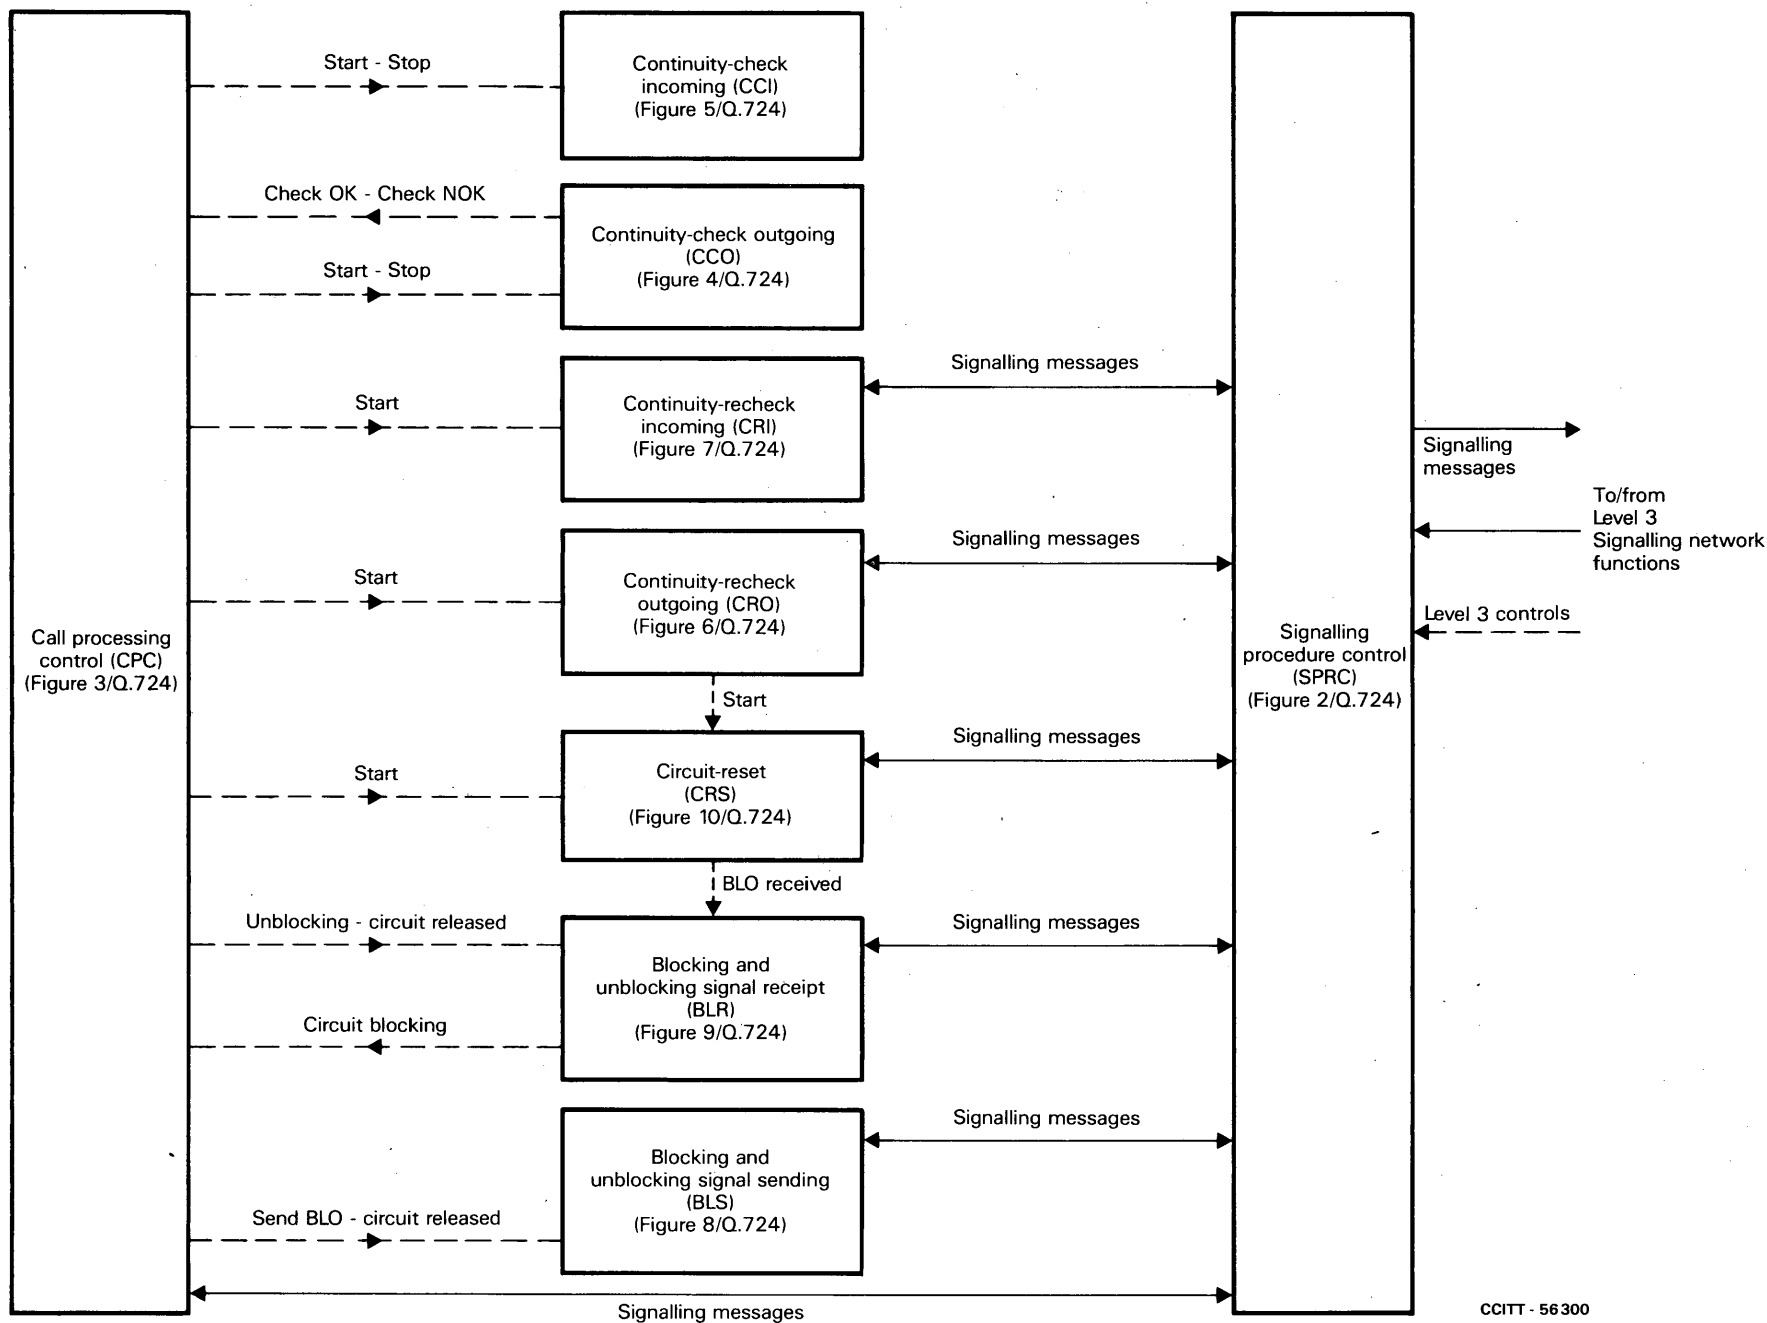 Start - Stop
Continuity-check
incoming (CCI)
(Figure 5/Q.724)
Check OK - Check NOK
Start - Stop
Continuity-check outgoing
(CCO)
(Figure 4/Q.724)
Start
Continuity-recheck
incoming (CRI)
(Figure 7/Q.724)
Signalling messages
Start
Continuity-recheck
outgoing (CRO)
(Figure 6/Q.724)
Signalling messages
Start
Call processing
control (CPC)
(Figure 3/Q.724)
Start
Circuit-reset
(CRS)
(Figure 10/Q.724)
Signalling messages
BLO received
Unblocking - circuit released
Circuit blocking
Blocking and
unblocking signal receipt
(BLR)
(Figure 9/Q.724)
Signalling messages
Send BLO - circuit released
Blocking and
unblocking signal sending
(BLS)
(Figure 8/Q.724)
Signalling messages
Signalling messages
Signalling
procedure control
(SPRC)
(Figure 2/Q.724)
Signalling
messages
To/from
Level 3
Signalling network
functions
Level 3 controls
CCITT - 56300